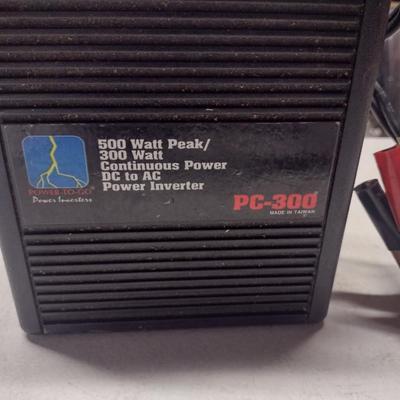 500 Watt Peak/
300 Watt
Continuous Power
DC to AC
Power Inverter
POWER-TO-GO
Power Inverters
PC-300
MADE IN TAIWAN